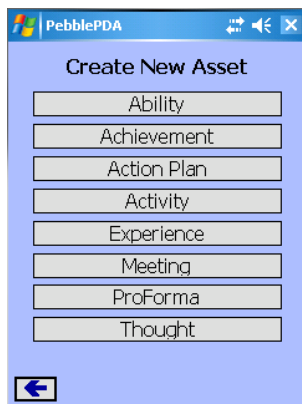 PebblePDA
Create New Asset
Ability
Achievement
Action Plan
Activity
Experience
Meeting
ProForma
Thought